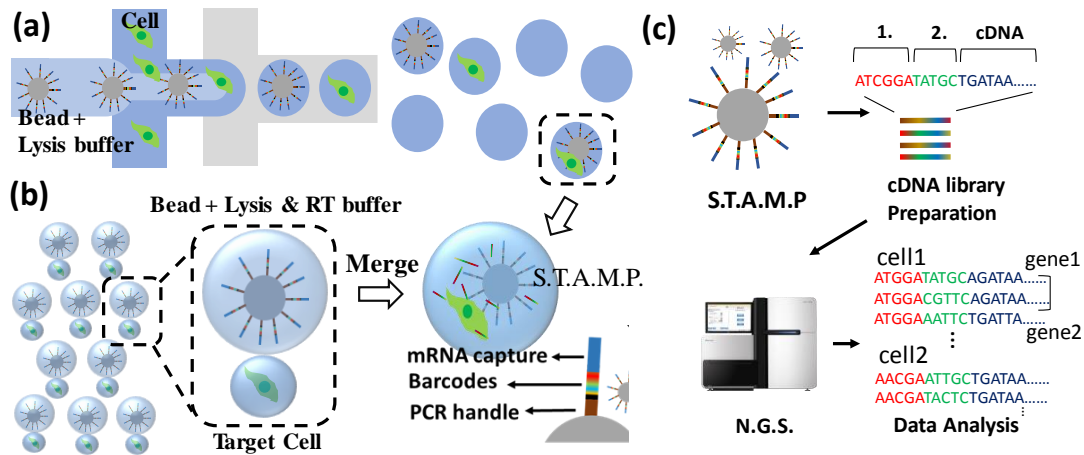 (a)
Cell
Bead +
Lysis buffer
(b)
Bead + Lysis & RT buffer
Merge
Target Cell
S.T.A.M.P.
mRNA capture
Barcodes
PCR handle
(c)
1. 2. cDNA
ATCGGATATGCTGATAA......
S.T.A.M.P
cDNA library
Preparation
N.G.S.
cell1
gene1
ATGGATATGCAGATAA......
ATGGACGTTCAGATAA......
ATGGAAATTCTGATTA......
gene2
cell2
AACGAATTGCTGATAA......
AACGATACTCTGATAA......
Data Analysis